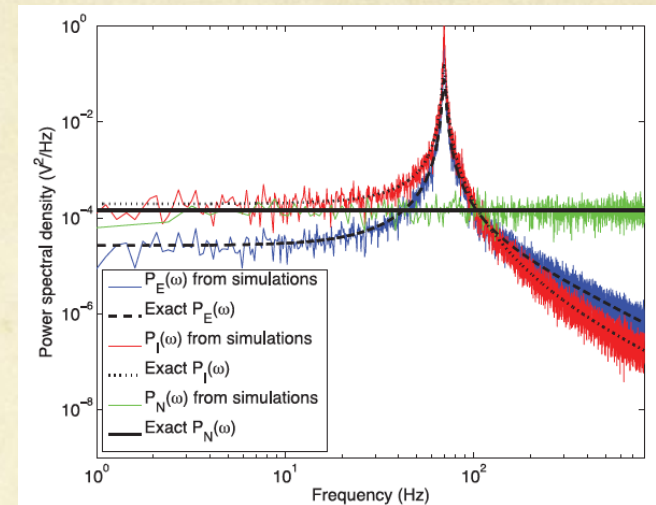 10^0
10^-2
10^-4
10^-6
10^-8
Power spectral density (V^2/Hz)
P_E(ω) from simulations
Exact P_E(ω)
P_I(ω) from simulations
Exact P_I(ω)
P_N(ω) from simulations
Exact P_N(ω)
10^0 10^1 10^2
Frequency (Hz)